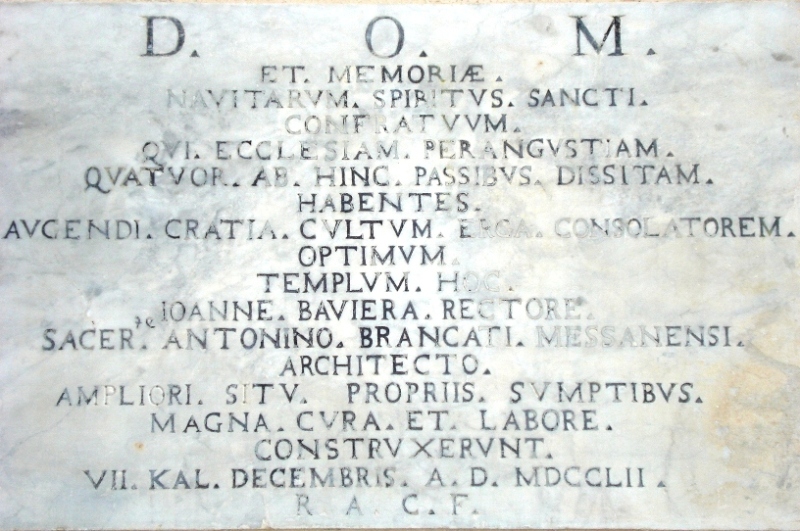 D. O. M.
ET. MEMORIÆ.
NAVITARVM. SPIRITVS. SANCTI.
CONFRATVVM.
QVI. ECCLESIAM. PERANGVSTIAM.
QVATVOR. AB. HINC. PASSIBVS. DISSITAM.
HABENTES.
AVGENDI. CRATIA. CVLTVM. ERGA. CONSOLATOREM.
OPTIMVM.
TEMPLVM. HOC.
IOANNE. BAVIERA. RECTORE.
SACER.te ANTONINO. BRANCATI. MESSANENSI.
ARCHITECTO.
AMPLIORI. SITV. PROPRIIS. SVMPTIBVS.
MAGNA. CVRA. ET. LABORE.
CONSTRVXERVNT.
VII. KAL. DECEMBRIS. A. D. MDCCLII.
R. A. C. F.